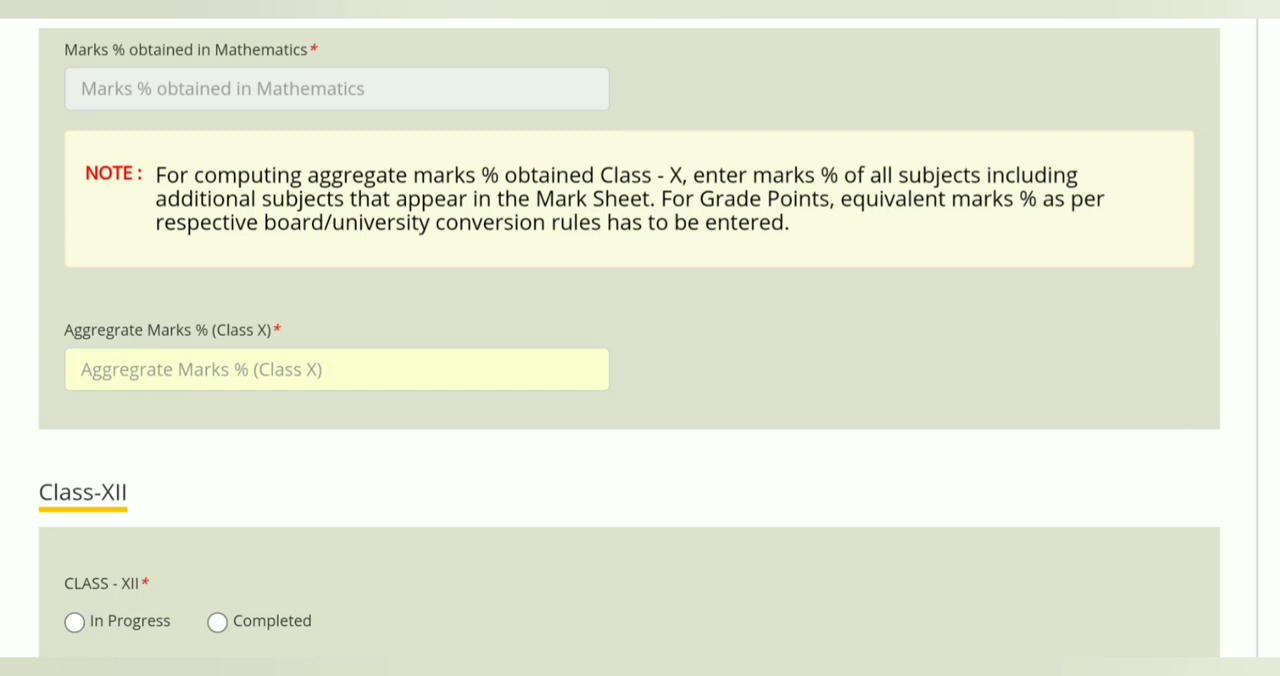 Marks % obtained in Mathematics*
Marks % obtained in Mathematics
NOTE : For computing aggregate marks % obtained Class - X, enter marks % of all subjects including
additional subjects that appear in the Mark Sheet. For Grade Points, equivalent marks % as per
respective board/university conversion rules has to be entered.
Aggregrate Marks % (Class X)*
Aggregrate Marks % (Class X)
Class-XII
CLASS - XII*
In Progress Completed